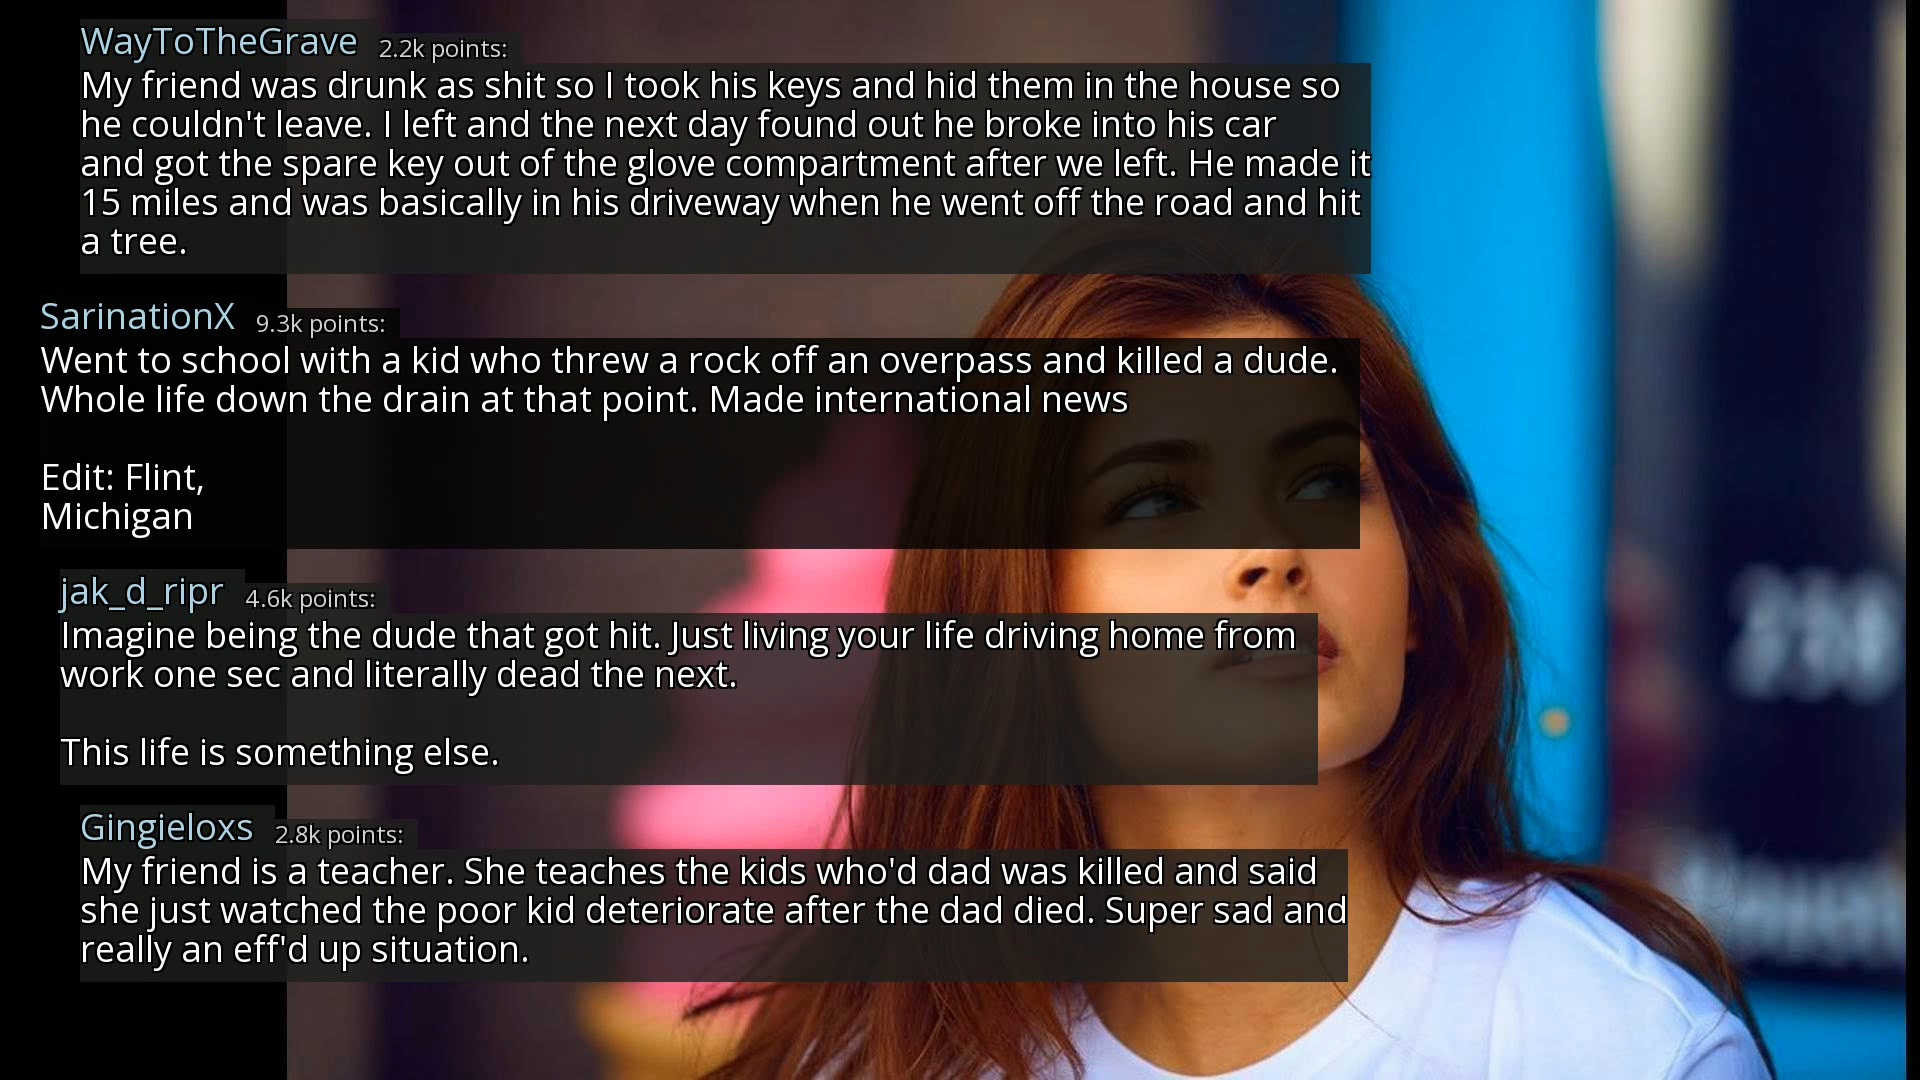 WayToTheGrave 2.2k points:
My friend was drunk as shit so I took his keys and hid them in the house so
he couldn't leave. I left and the next day found out he broke into his car
and got the spare key out of the glove compartment after we left. He made it
15 miles and was basically in his driveway when he went off the road and hit
a tree.
SarinationX 9.3k points:
Went to school with a kid who threw a rock off an overpass and killed a dude.
Whole life down the drain at that point. Made international news
Edit: Flint,
Michigan
jak_d_ripr 4.6k points:
Imagine being the dude that got hit. Just living your life driving home from
work one sec and literally dead the next.
This life is something else.
Gingieloxs 2.8k points:
My friend is a teacher. She teaches the kids who'd dad was killed and said
she just watched the poor kid deteriorate after the dad died. Super sad and
really an eff'd up situation.